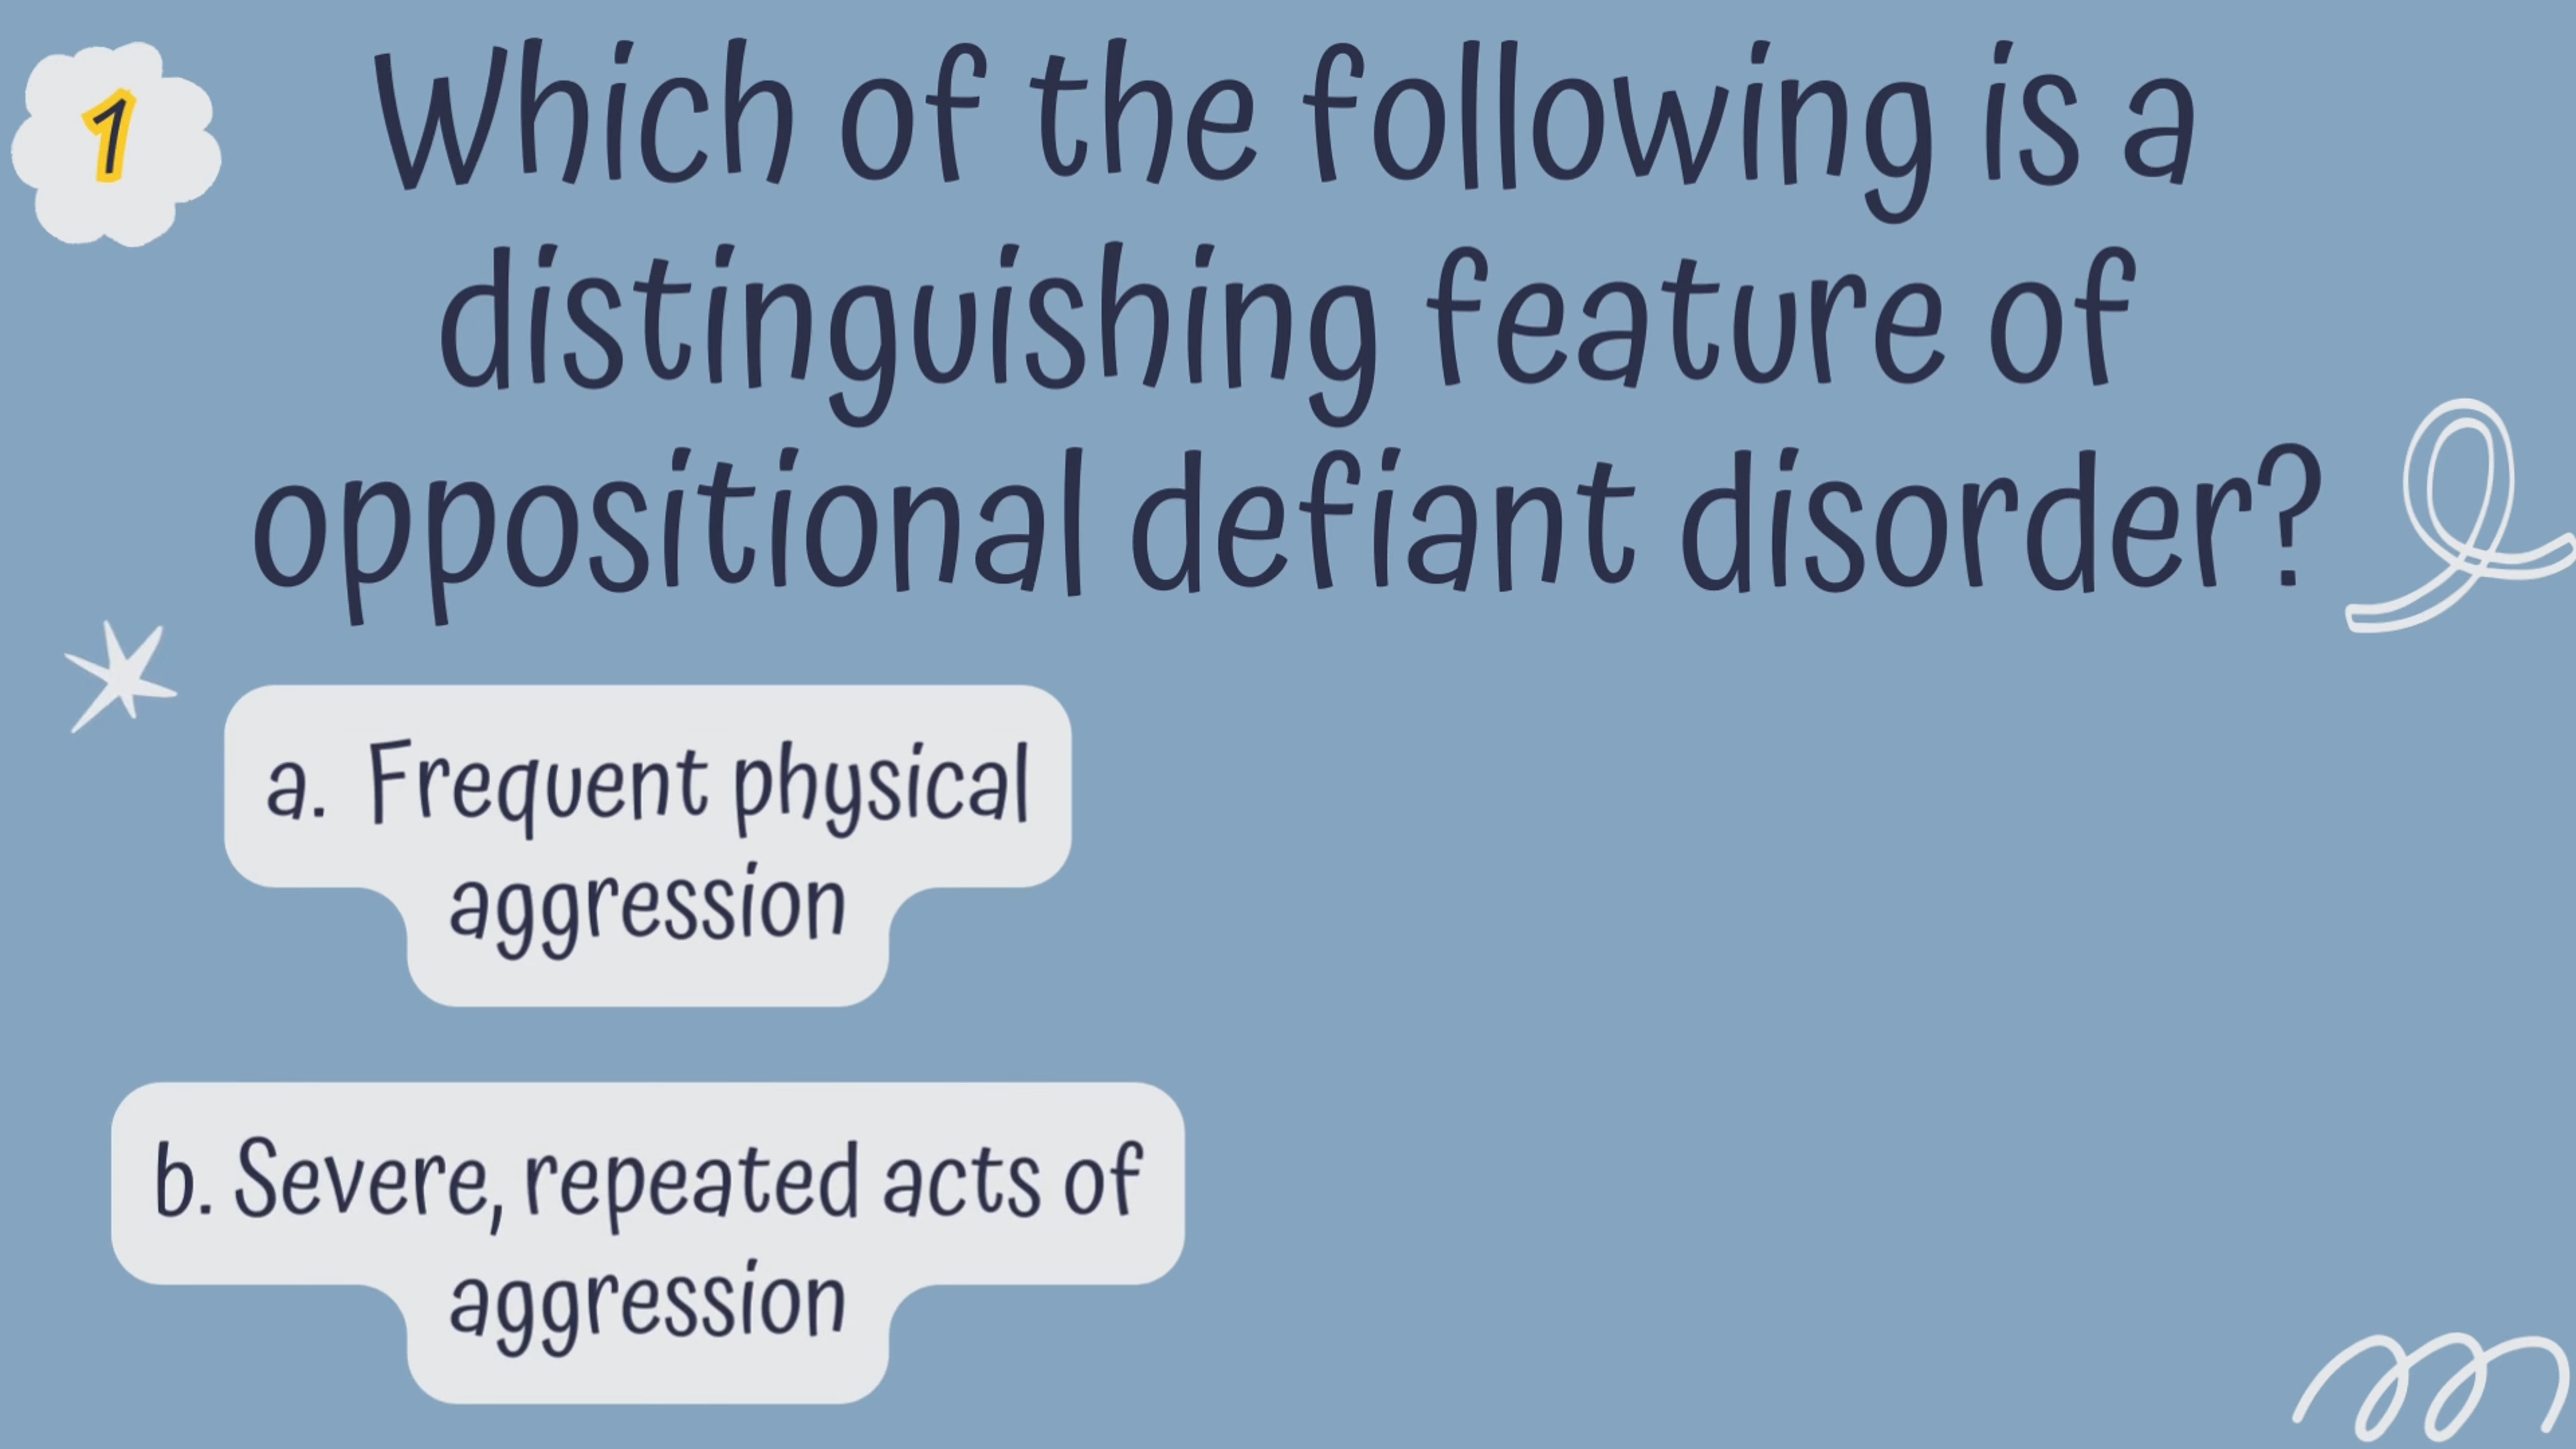 1
Which of the following is a
distinguishing feature of
oppositional defiant disorder?
a. Frequent physical
aggression
b. Severe, repeated acts of
aggression